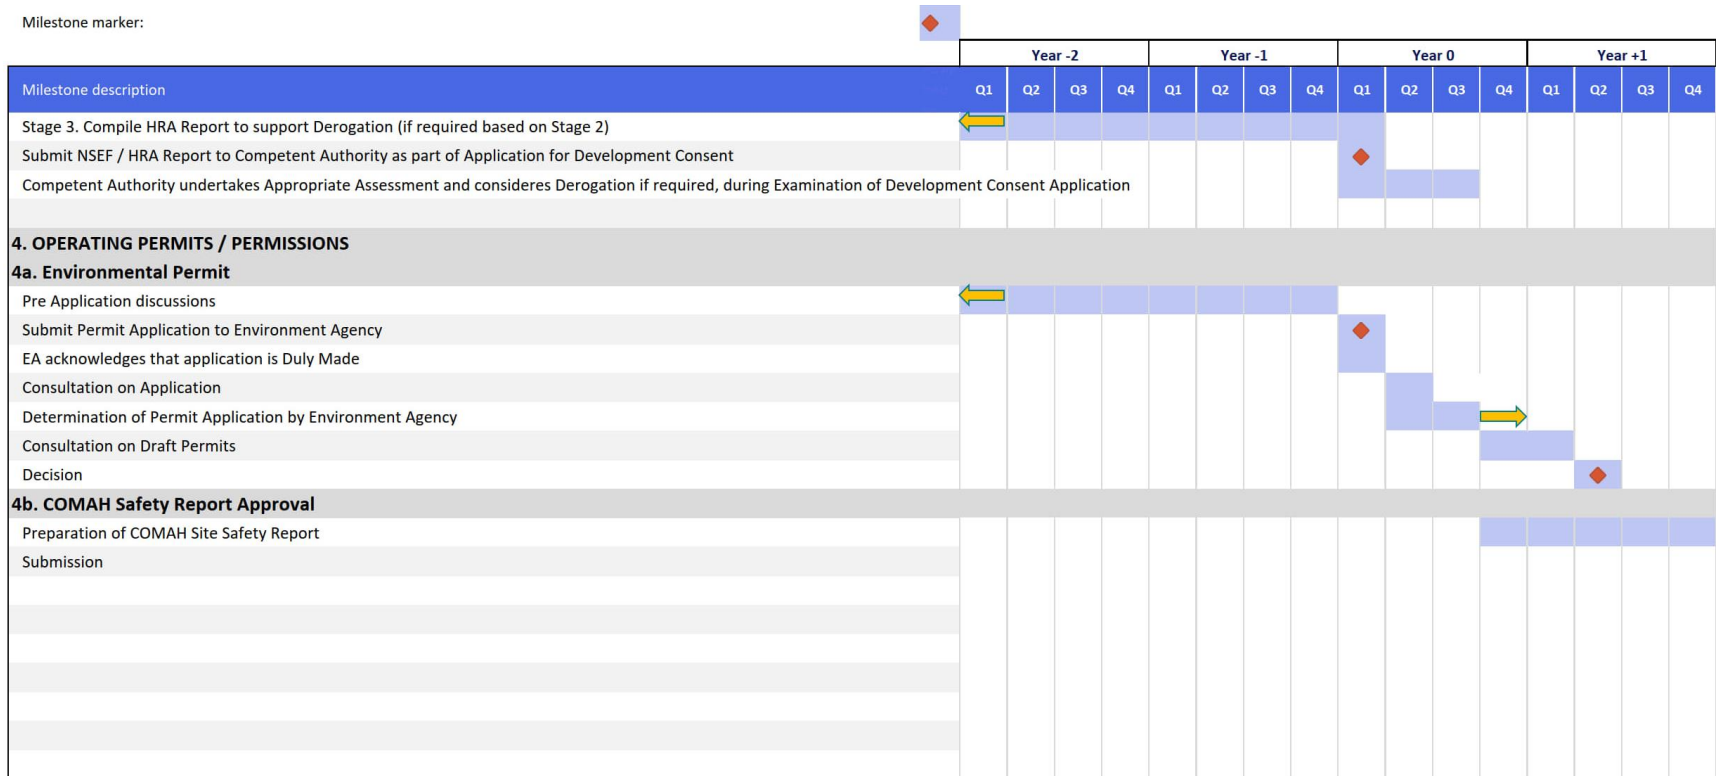 Milestone marker:
Year -2 Year -1 Year 0 Year +1
Milestone description Q1 Q2 Q3 Q4 Q1 Q2 Q3 Q4 Q1 Q2 Q3 Q4 Q1 Q2 Q3 Q4
Stage 3. Compile HRA Report to support Derogation (if required based on Stage 2)
Submit NSEF / HRA Report to Competent Authority as part of Application for Development Consent
Competent Authority undertakes Appropriate Assessment and consideres Derogation if required, during Examination of Development Consent Application
4. OPERATING PERMITS / PERMISSIONS
4a. Environmental Permit
Pre Application discussions
Submit Permit Application to Environment Agency
EA acknowledges that application is Duly Made
Consultation on Application
Determination of Permit Application by Environment Agency
Consultation on Draft Permits
Decision
4b. COMAH Safety Report Approval
Preparation of COMAH Site Safety Report
Submission